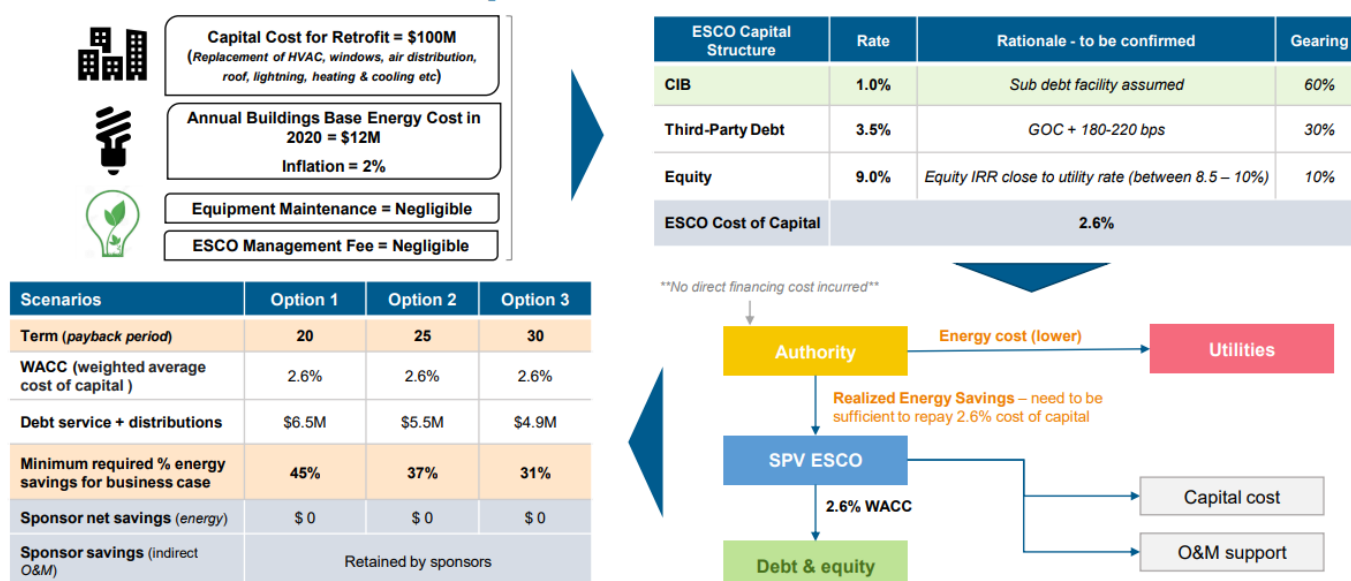 Capital Cost for Retrofit = $100M
(Replacement of HVAC, windows, air distribution,
roof, lightning, heating & cooling etc)
Annual Buildings Base Energy Cost in
2020 = $12M
Inflation = 2%
Equipment Maintenance = Negligible
ESCO Management Fee = Negligible
ESCO Capital
Structure
Rate
Rationale - to be confirmed
Gearing
CIB
1.0%
Sub debt facility assumed
60%
Third-Party Debt
3.5%
GOC + 180-220 bps
30%
Equity
9.0%
Equity IRR close to utility rate (between 8.5 – 10%)
10%
ESCO Cost of Capital
2.6%
Scenarios
Option 1
Option 2
Option 3
Term (payback period)
20
25
30
WACC (weighted average
cost of capital )
2.6%
2.6%
2.6%
Debt service + distributions
$6.5M
$5.5M
$4.9M
Minimum required % energy
savings for business case
45%
37%
31%
Sponsor net savings (energy)
$ 0
$ 0
$ 0
Sponsor savings (indirect
O&M)
Retained by sponsors
**No direct financing cost incurred**
Authority
Energy cost (lower)
Utilities
Realized Energy Savings – need to be
sufficient to repay 2.6% cost of capital
SPV ESCO
2.6% WACC
Capital cost
O&M support
Debt & equity